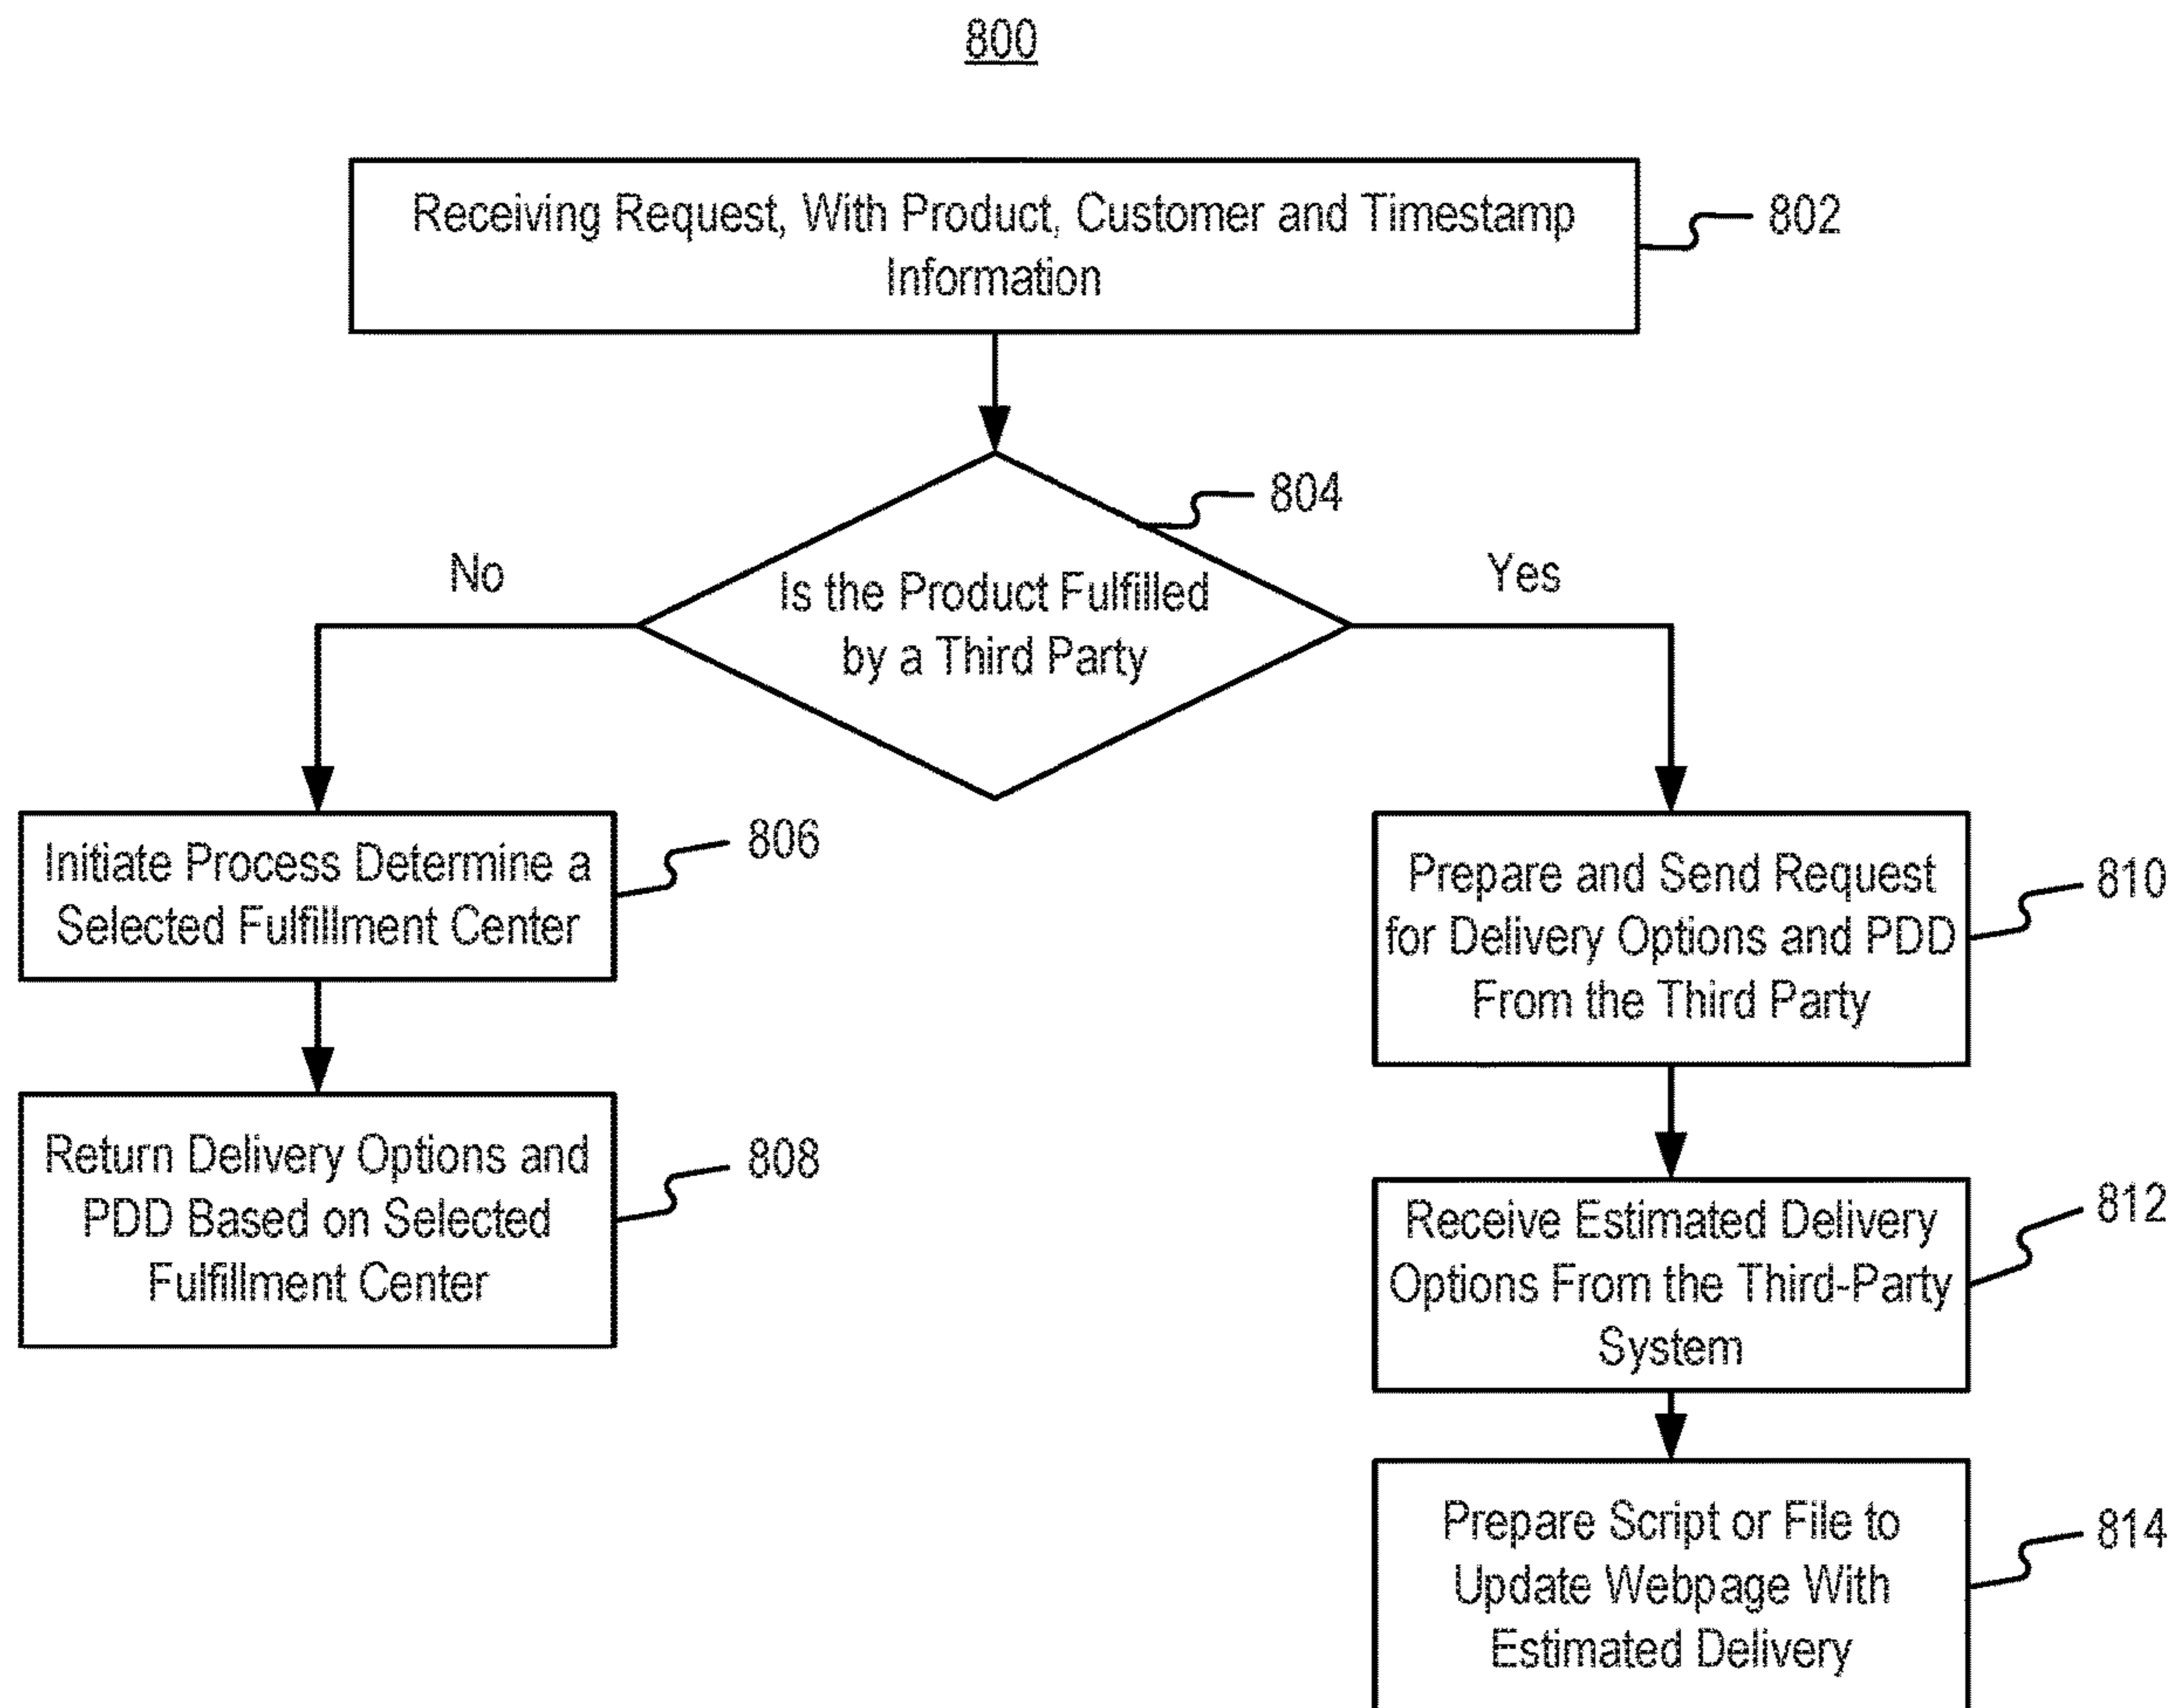 800
Receiving Request, With Product, Customer and Timestamp
Information
802
804
No
Yes
Is the Product Fulfilled
by a Third Party
Initiate Process Determine a
Selected Fulfillment Center
806
Prepare and Send Request
for Delivery Options and PDD
From the Third Party
810
Return Delivery Options and
PDD Based on Selected
Fulfillment Center
808
Receive Estimated Delivery
Options From the Third-Party
System
812
Prepare Script or File to
Update Webpage With
Estimated Delivery
814